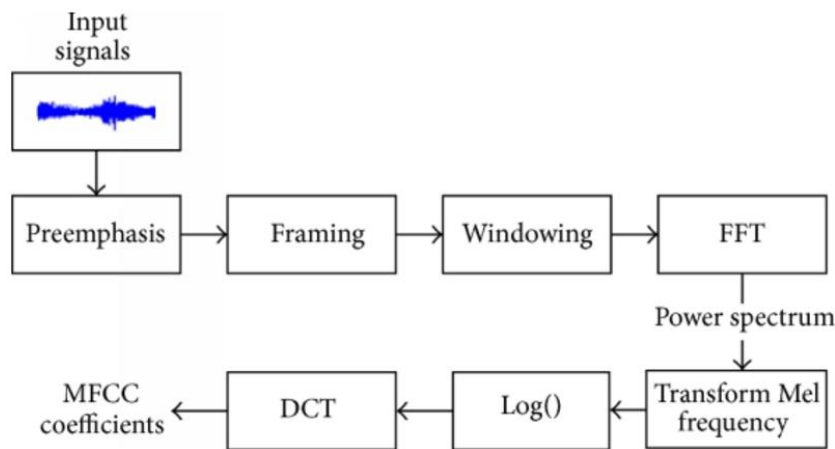 Input
signals
Preemphasis
Framing
Windowing
FFT
Power spectrum
Transform Mel
frequency
Log()
DCT
MFCC
coefficients